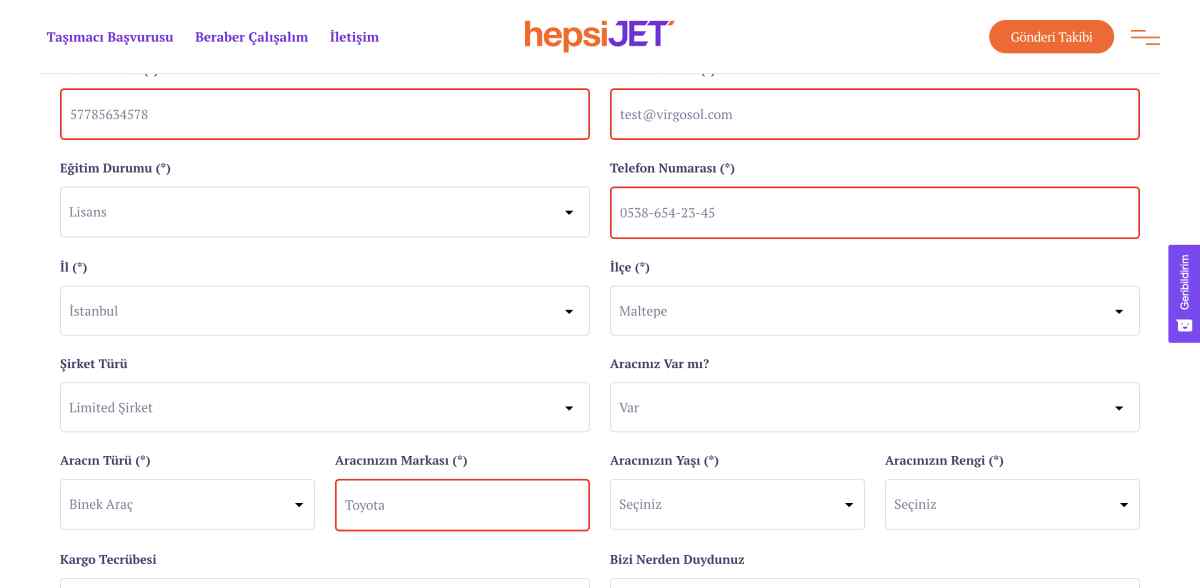 Taşımacı Başvurusu Beraber Çalışalım İletişim hepsiJET Gönderi Takibi
57785634578 test@virgosol.com
Eğitim Durumu (*) Telefon Numarası (*)
Lisans 0538-654-23-45
İl (*) İlçe (*)
İstanbul Maltepe
Şirket Türü Aracınız Var mı?
Limited Şirket Var
Aracın Türü (*) Aracınızın Markası (*) Aracınızın Yaşı (*) Aracınızın Rengi (*)
Binek Araç Toyota Seçiniz Seçiniz
Kargo Tecrübesi Bizi Nerden Duydunuz
Geribildirim